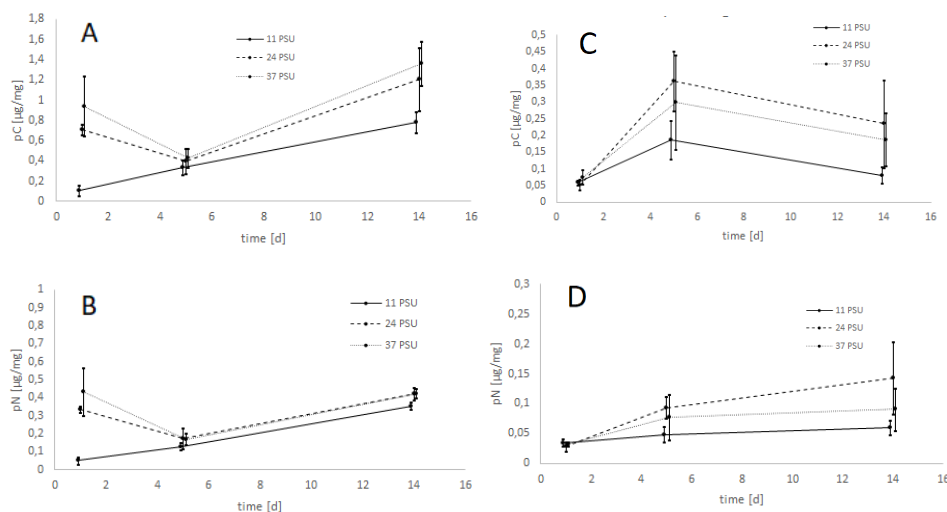 A
1,8
1,6
1,4
1,2
1
0,8
0,6
0,4
0,2
0
pC [µg/mg]
0 2 4 6 8 10 12 14 16
time [d]
11 PSU
24 PSU
37 PSU
C
0,5
0,45
0,4
0,35
0,3
0,25
0,2
0,15
0,1
0,05
0
pC [µg/mg]
0 2 4 6 8 10 12 14 16
time [d]
11 PSU
24 PSU
37 PSU
B
1
0,9
0,8
0,7
0,6
0,5
0,4
0,3
0,2
0,1
0
pN [µg/mg]
0 2 4 6 8 10 12 14 16
time [d]
11 PSU
24 PSU
37 PSU
D
0,3
0,25
0,2
0,15
0,1
0,05
0
pN [µg/mg]
0 2 4 6 8 10 12 14 16
time [d]
11 PSU
24 PSU
37 PSU